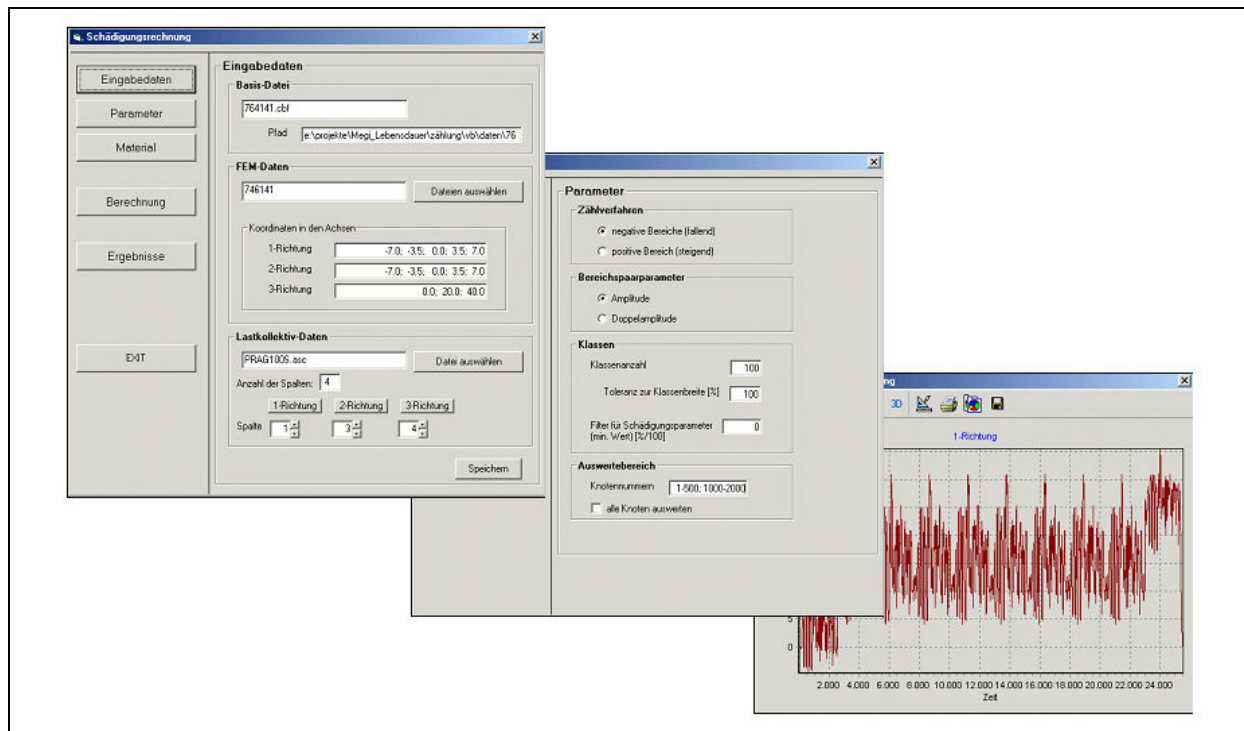 Schädigungsrechnung
Eingabedaten
Parameter
Material
Berechnung
Ergebnisse
EXIT
Eingabedaten
Basis-Datei
764141.cbf
Pfad e:\projekte\Megi_Lebensdauer\zählung\vb\daten\76
FEM-Daten
746141 Dateien auswählen
Koordinaten in den Achsen
1-Richtung -7.0; -3.5; 0.0; 3.5; 7.0
2-Richtung -7.0; -3.5; 0.0; 3.5; 7.0
3-Richtung 0.0; 20.0; 40.0
Lastkollektiv-Daten
PRAG100S.asc Datei auswählen
Anzahl der Spalten: 4
1-Richtung 2-Richtung 3-Richtung
Spalte 1 3 4
Speichern
Parameter
Zählverfahren
negative Bereiche (fallend)
positive Bereich (steigend)
Bereichspaarparameter
Amplitude
Doppelamplitude
Klassen
Klassenanzahl 100
Toleranz zur Klassenbreite [%] 100
Filter für Schädigungsparameter 0
(min. Wert) [%/100]
Auswertebereich
Knotennummern 1-500; 1000-2000
alle Knoten auswerten
ng
3D
1-Richtung
5
0
2.000 4.000 6.000 8.000 10.000 12.000 14.000 16.000 18.000 20.000 22.000 24.000
Zeit